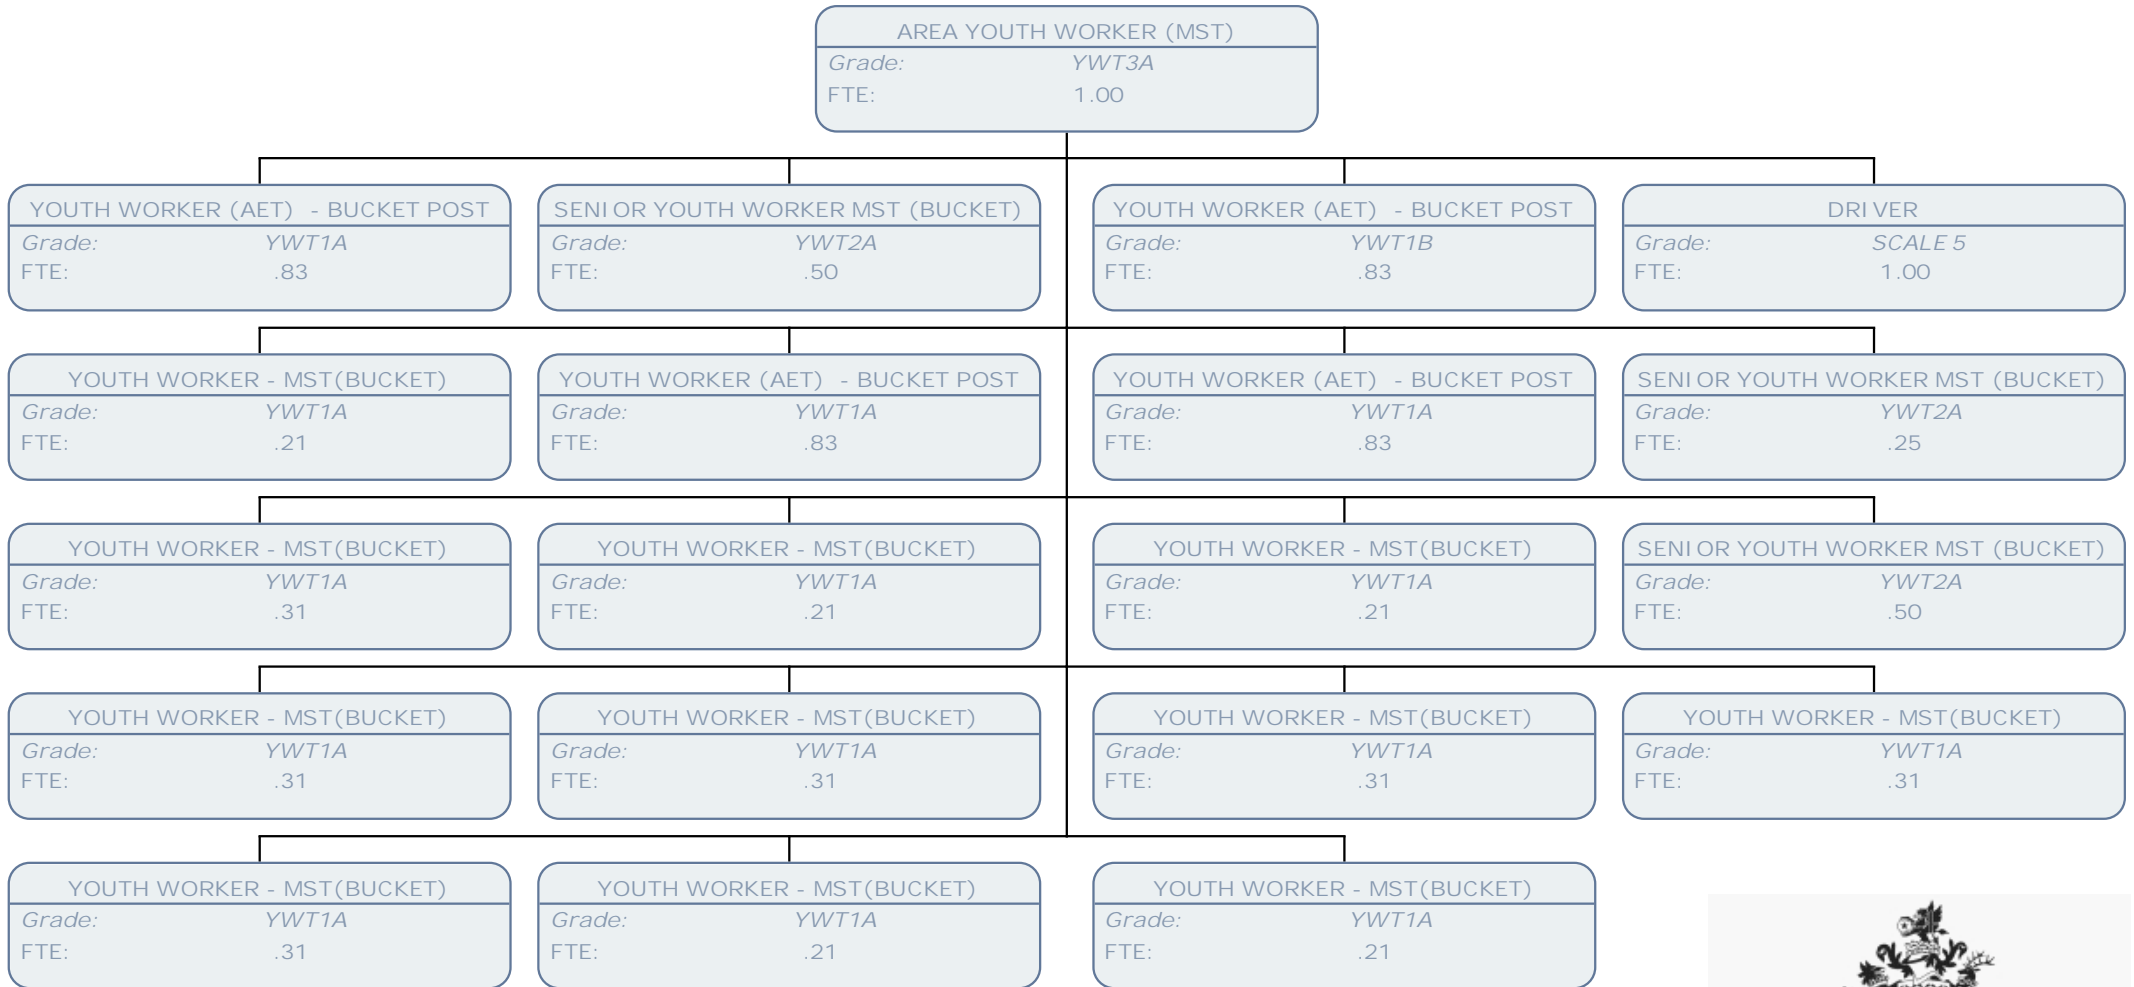 AREA YOUTH WORKER (MST)
Grade: YWT3A
FTE: 1.00
YOUTH WORKER (AET) - BUCKET POST
Grade: YWT1A
FTE: .83
SENIOR YOUTH WORKER MST (BUCKET)
Grade: YWT2A
FTE: .50
YOUTH WORKER (AET) - BUCKET POST
Grade: YWT1B
FTE: .83
DRIVER
Grade: SCALE 5
FTE: 1.00
YOUTH WORKER - MST(BUCKET)
Grade: YWT1A
FTE: .21
YOUTH WORKER (AET) - BUCKET POST
Grade: YWT1A
FTE: .83
YOUTH WORKER (AET) - BUCKET POST
Grade: YWT1A
FTE: .83
SENIOR YOUTH WORKER MST (BUCKET)
Grade: YWT2A
FTE: .25
YOUTH WORKER - MST(BUCKET)
Grade: YWT1A
FTE: .31
YOUTH WORKER - MST(BUCKET)
Grade: YWT1A
FTE: .21
YOUTH WORKER - MST(BUCKET)
Grade: YWT1A
FTE: .21
SENIOR YOUTH WORKER MST (BUCKET)
Grade: YWT2A
FTE: .50
YOUTH WORKER - MST(BUCKET)
Grade: YWT1A
FTE: .31
YOUTH WORKER - MST(BUCKET)
Grade: YWT1A
FTE: .31
YOUTH WORKER - MST(BUCKET)
Grade: YWT1A
FTE: .31
YOUTH WORKER - MST(BUCKET)
Grade: YWT1A
FTE: .31
YOUTH WORKER - MST(BUCKET)
Grade: YWT1A
FTE: .31
YOUTH WORKER - MST(BUCKET)
Grade: YWT1A
FTE: .21
YOUTH WORKER - MST(BUCKET)
Grade: YWT1A
FTE: .21